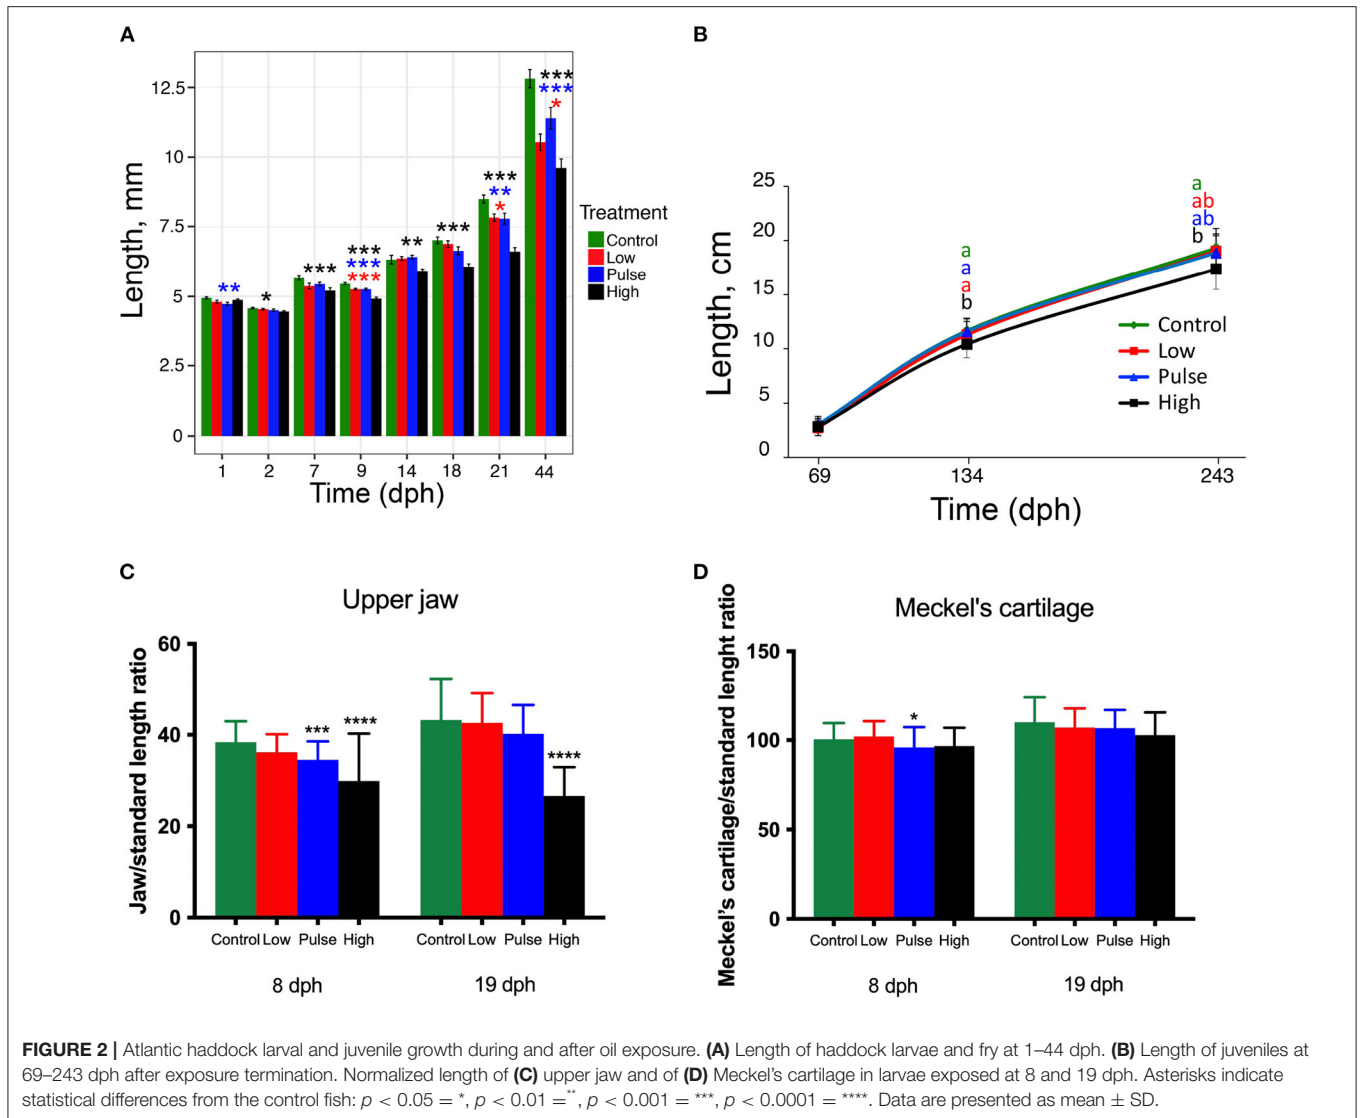 A
Length, mm
12.5
10
7.5
5
2.5
0
** 
*
***
***
***
***
**
***
***
**
*
***
***
*
1 2 7 9 14 18 21 44
Time (dph)
Treatment
Control
Low
Pulse
High
B
Length, cm
25
20
15
10
5
0
a
a
a
b
a
ab
ab
b
Control
Low
Pulse
High
69 134 243
Time (dph)
C
Upper jaw
Jaw/standard length ratio
60
40
20
0
***
****
****
Control Low Pulse High Control Low Pulse High
8 dph 19 dph
D
Meckel's cartilage
Meckel's cartilage/standard lenght ratio
150
100
50
0
*
Control Low Pulse High Control Low Pulse High
8 dph 19 dph
FIGURE 2 | Atlantic haddock larval and juvenile growth during and after oil exposure. (A) Length of haddock larvae and fry at 1–44 dph. (B) Length of juveniles at
69–243 dph after exposure termination. Normalized length of (C) upper jaw and of (D) Meckel's cartilage in larvae exposed at 8 and 19 dph. Asterisks indicate
statistical differences from the control fish: p < 0.05 = *, p < 0.01 =**, p < 0.001 = ***, p < 0.0001 = ****. Data are presented as mean ± SD.